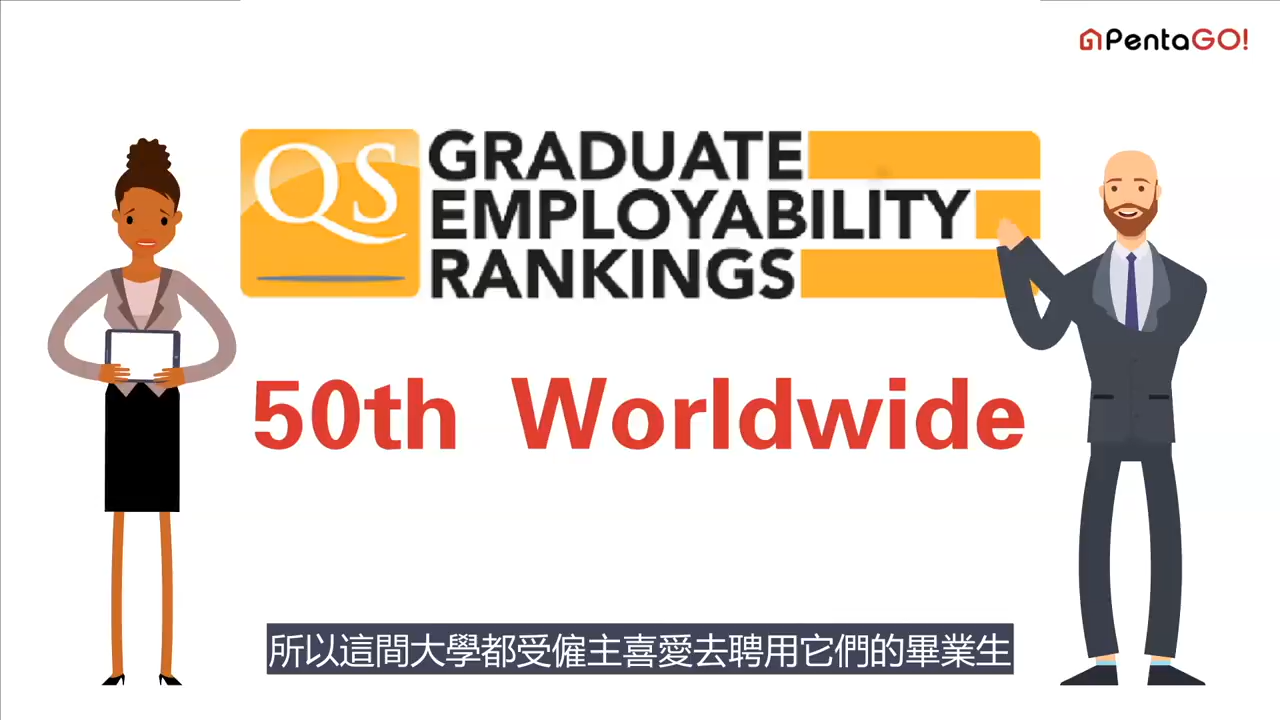 PentaGO!
QS
GRADUATE
EMPLOYABILITY
RANKINGS
50th Worldwide
所以這間大學都受僱主喜愛去聘用它們的畢業生